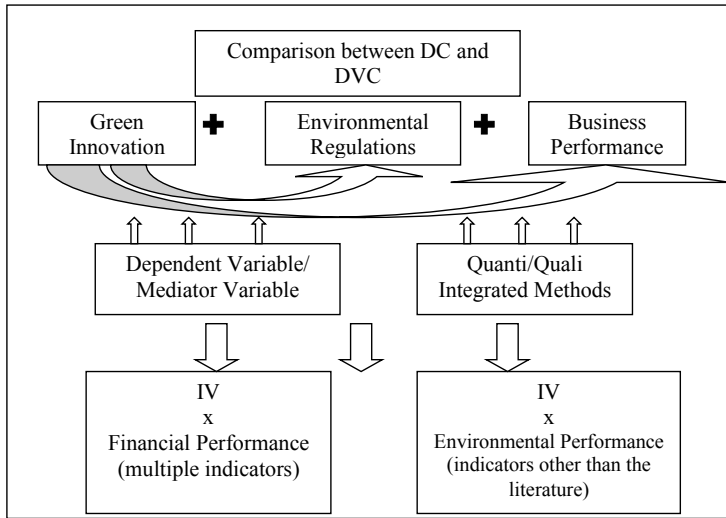 Comparison between DC and
DVC
Green
Innovation
Environmental
Regulations
Business
Performance
Dependent Variable/
Mediator Variable
Quanti/Quali
Integrated Methods
IV
x
Financial Performance
(multiple indicators)
IV
x
Environmental Performance
(indicators other than the
literature)